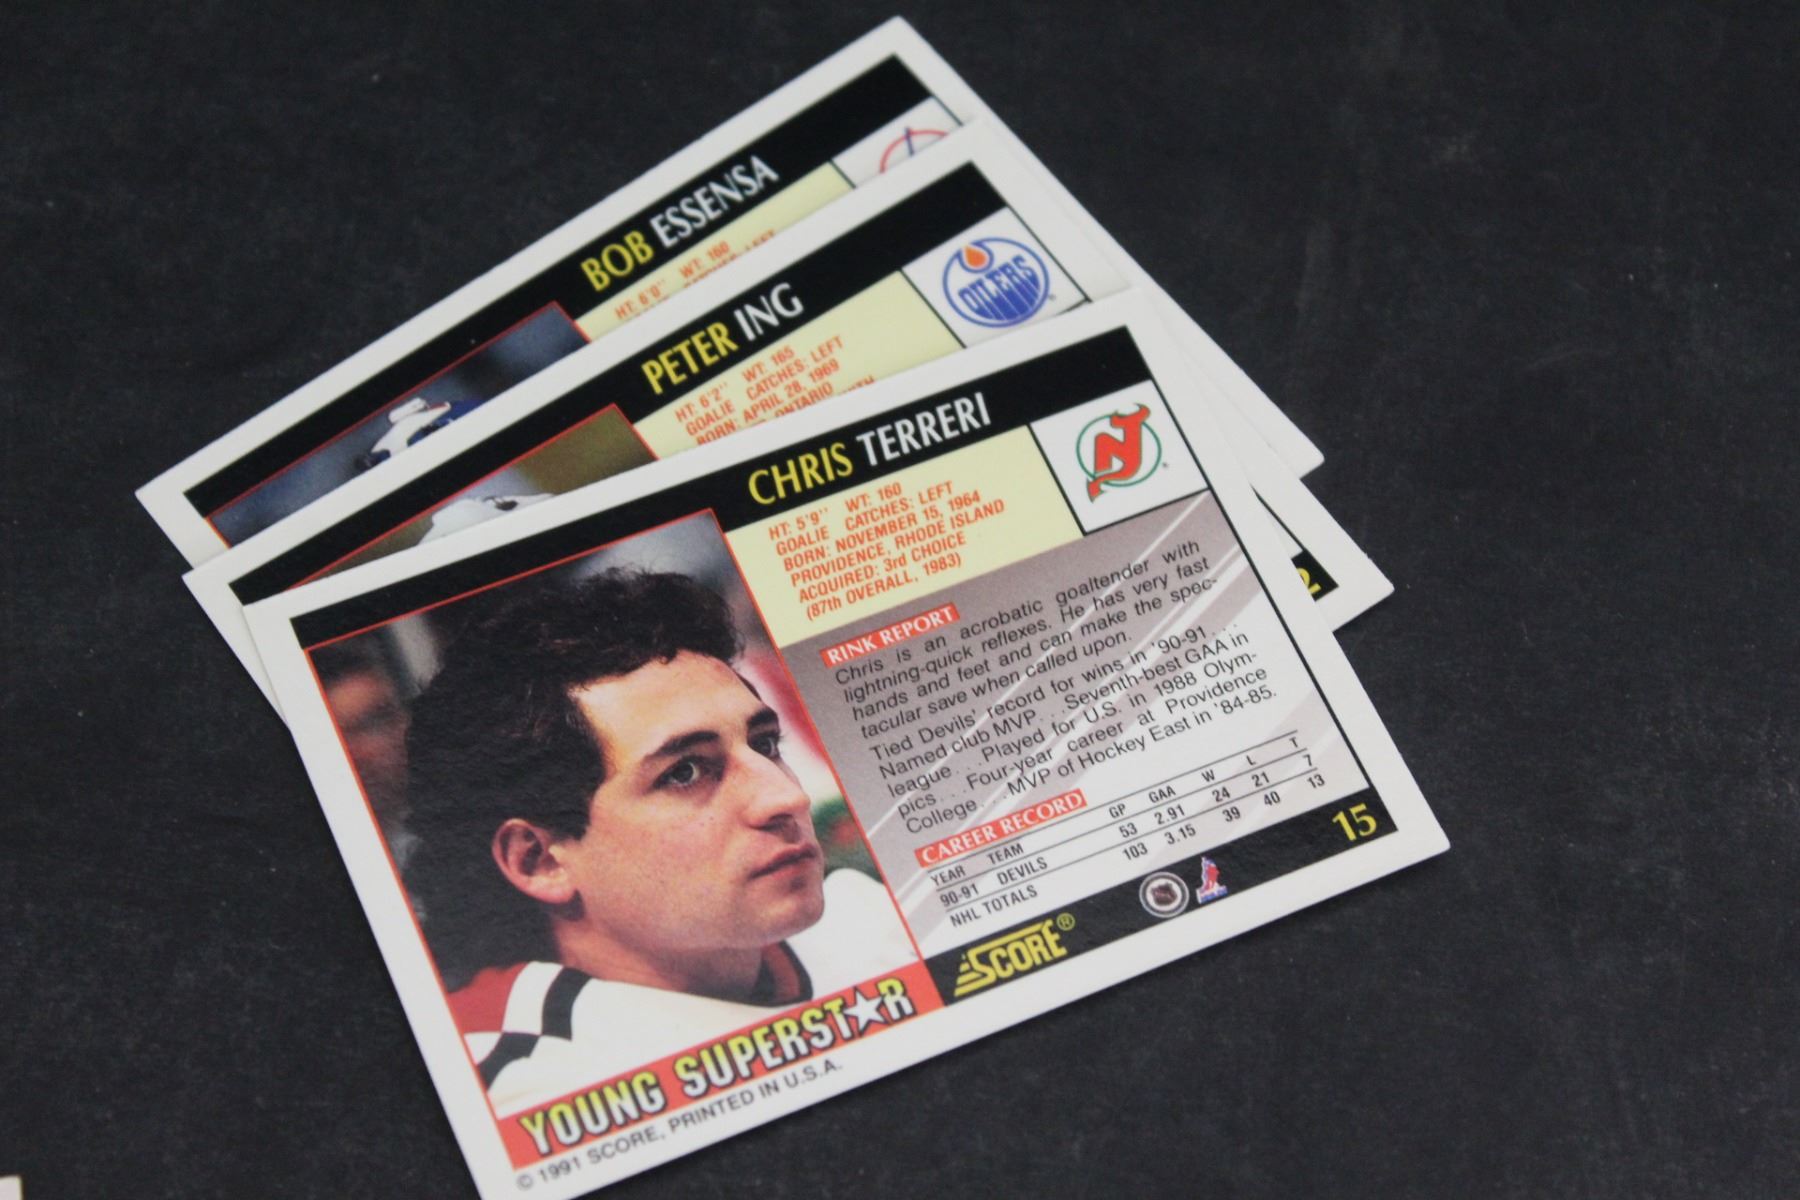 BOB ESSENSA
HT: 6'0'' WT: 160
PETER ING
HT: 6'2'' WT: 165
GOALIE CATCHES: LEFT
BORN: APRIL 28, 1969
ONTARIO
OILERS
CHRIS TERRERI
HT: 5'9'' WT: 160
GOALIE CATCHES: LEFT
BORN: NOVEMBER 15, 1964
PROVIDENCE, RHODE ISLAND
ACQUIRED: 3rd CHOICE
(87th OVERALL, 1983)
NJ
RINK REPORT
Chris is an acrobatic goaltender with
lightning-quick reflexes. He has very fast
hands and feet and can make the spec-
tacular save when called upon.
Tied Devils' record for wins in '90-91 . . .
Named club MVP. . .Seventh-best GAA in
league. . .Played for U.S. in 1988 Olym-
pics. . .Four-year career at Providence
College. . .MVP of Hockey East in '84-85.
CAREER RECORD
YEAR TEAM GP GAA W L T
90-91 DEVILS 53 2.91 24 21 7
NHL TOTALS 103 3.15 39 40 13
2
15
SCORE®
YOUNG SUPERSTAR
© 1991 SCORE, PRINTED IN U.S.A.